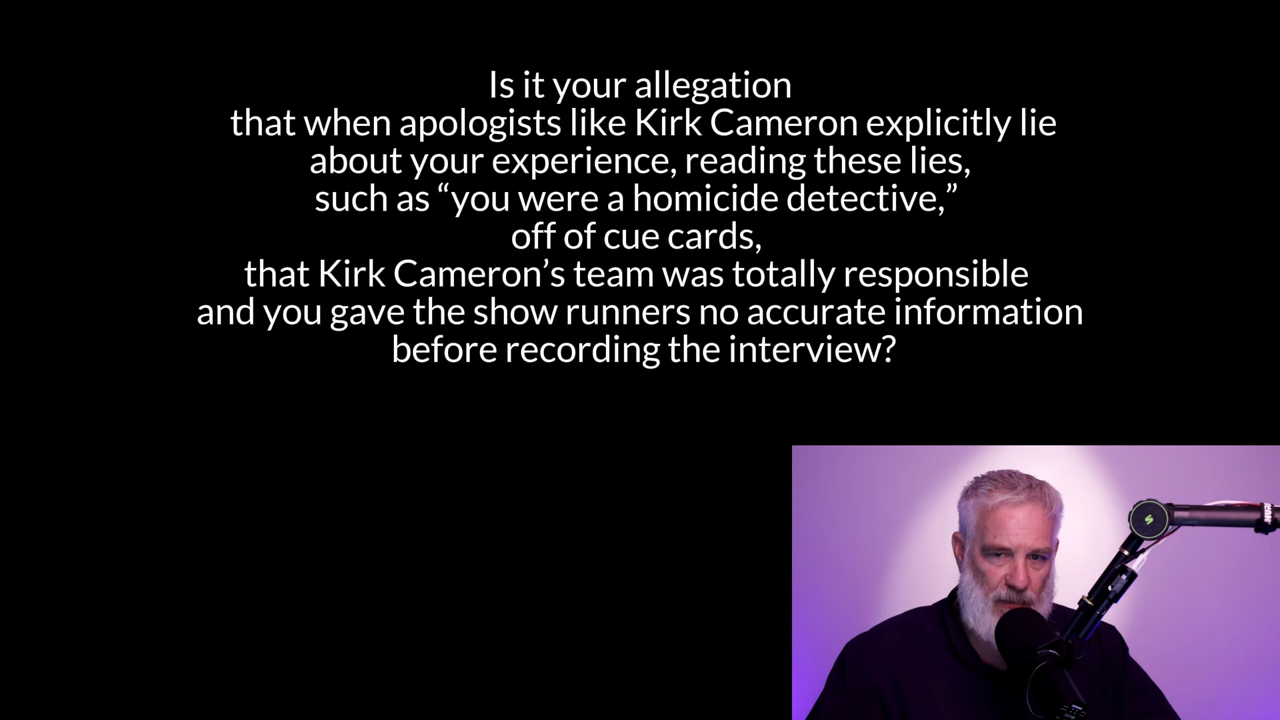 Is it your allegation
that when apologists like Kirk Cameron explicitly lie
about your experience, reading these lies,
such as “you were a homicide detective,”
off of cue cards,
that Kirk Cameron’s team was totally responsible
and you gave the show runners no accurate information
before recording the interview?